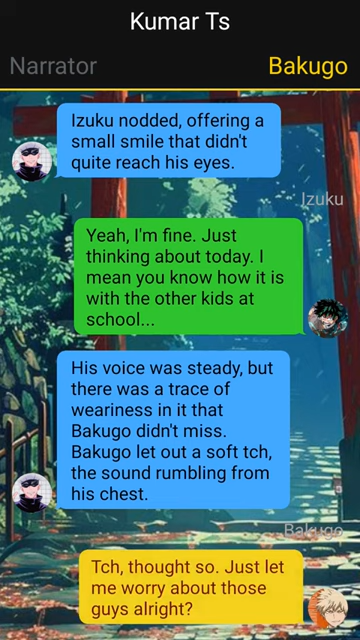 Kumar Ts
Narrator
Bakugo
Izuku nodded, offering a
small smile that didn't
quite reach his eyes.
Izuku
Yeah, I'm fine. Just
thinking about today. I
mean you know how it is
with the other kids at
school...
His voice was steady, but
there was a trace of
weariness in it that
Bakugo didn't miss.
Bakugo let out a soft tch,
the sound rumbling from
his chest.
Bakugo
Tch, thought so. Just let
me worry about those
guys alright?